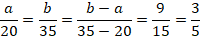 a/20 = b/35 = b − a/35 − 20 = 9/15 = 3/5